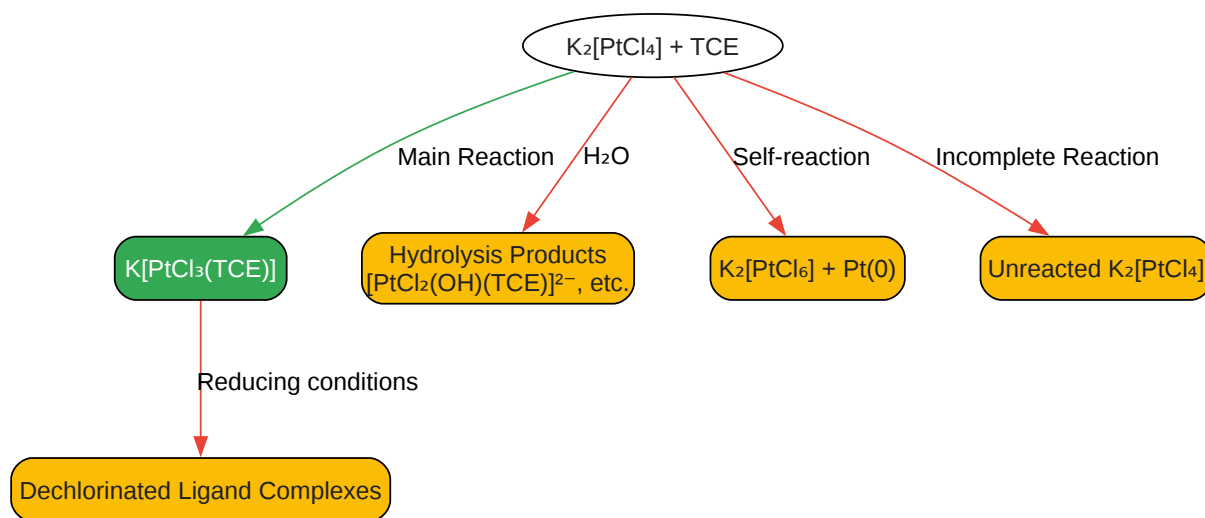 K₂[PtCl₄] + TCE
Main Reaction
H₂O
Self-reaction
Incomplete Reaction
K[PtCl₃(TCE)]
Hydrolysis Products
[PtCl₂(OH)(TCE)]²⁻, etc.
K₂[PtCl₆] + Pt(0)
Unreacted K₂[PtCl₄]
Reducing conditions
Dechlorinated Ligand Complexes